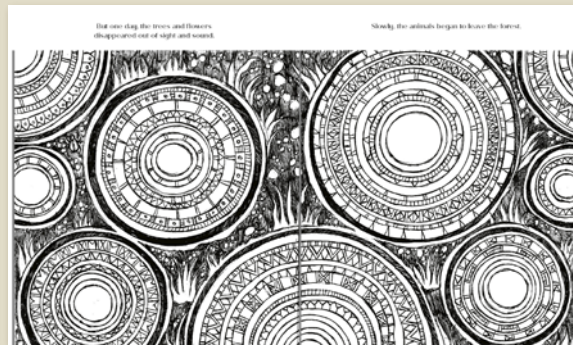 But one day, the trees and flowers
disappeared out of sight and sound.
Slowly, the animals began to leave the forest.